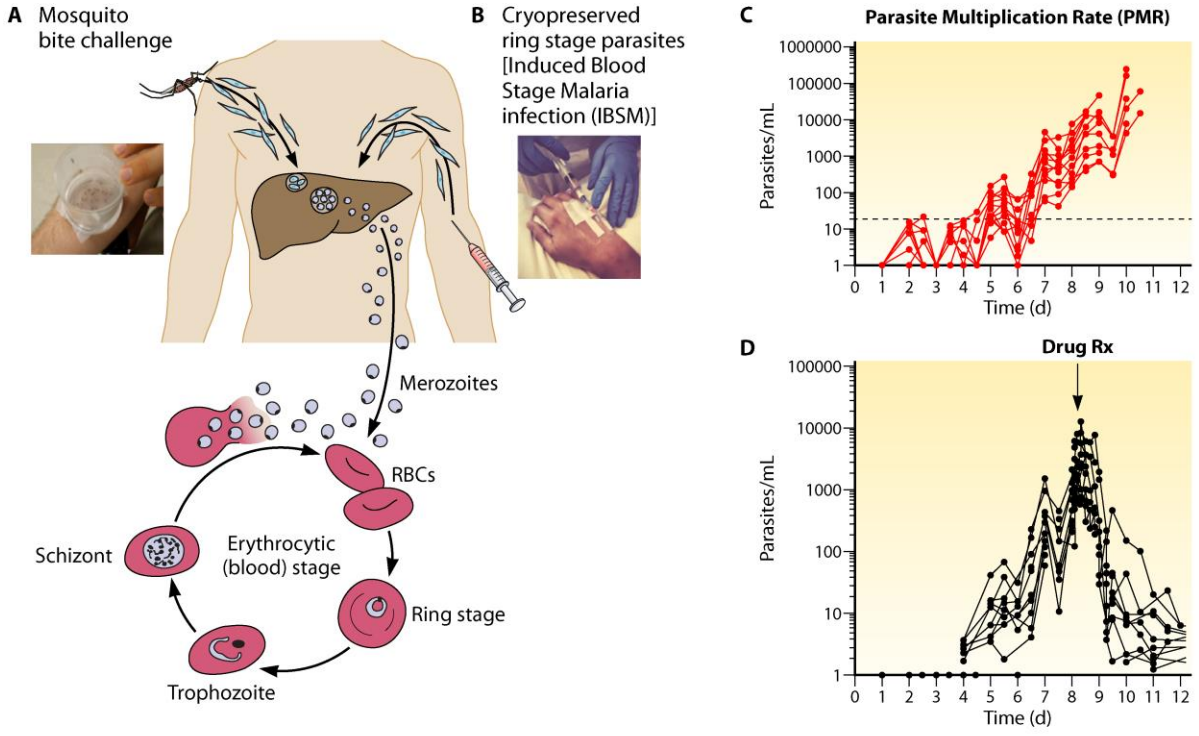 A
Mosquito
bite challenge
B
Cryopreserved
ring stage parasites
[Induced Blood
Stage Malaria
infection (IBSM)]
Merozoites
RBCs
Erythrocytic
(blood) stage
Schizont
Ring stage
Trophozoite
C
Parasite Multiplication Rate (PMR)
Parasites/mL
1000000
100000
10000
1000
100
10
1
0 1 2 3 4 5 6 7 8 9 10 11 12
Time (d)
D
Drug Rx
Parasites/mL
100000
10000
1000
100
10
1
0 1 2 3 4 5 6 7 8 9 10 11 12
Time (d)